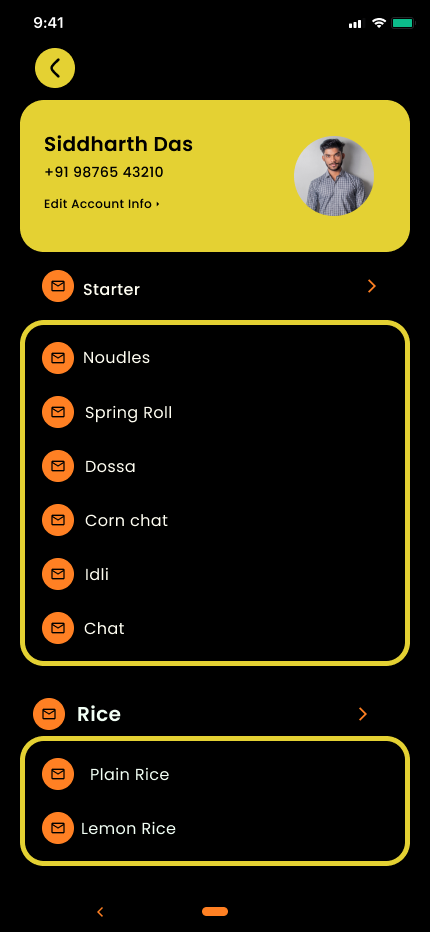 9:41
Siddharth Das
+91 98765 43210
Edit Account Info
Starter
Noudles
Spring Roll
Dossa
Corn chat
Idli
Chat
Rice
Plain Rice
Lemon Rice